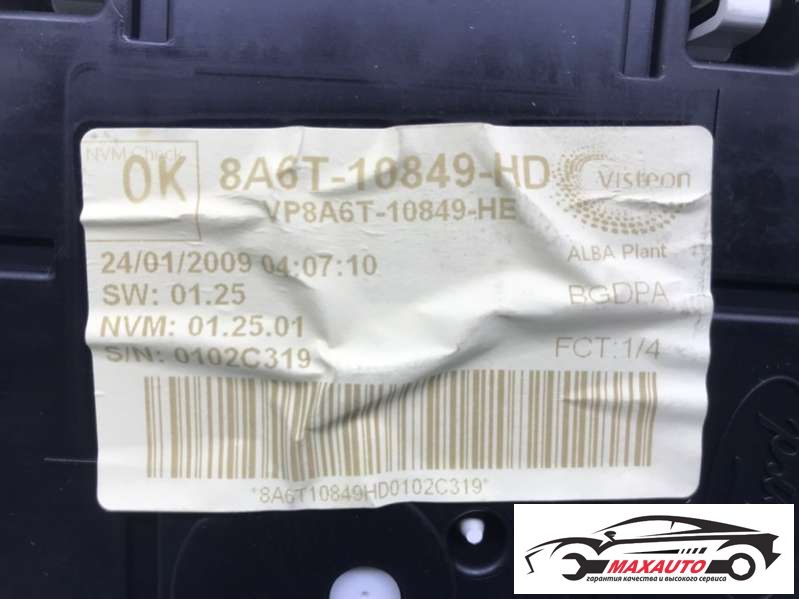 NVM Check
OK
8A6T-10849-HD
VP8A6T-10849-HE
Visteon
ALBA Plant
24/01/2009 04:07:10
SW: 01.25
BGDPA
NVM: 01.25.01
S/N: 0102C319
FCT:1/4
*8A6T10849HD0102C319*
MAXAUTO
гарантия качества и высокого сервиса